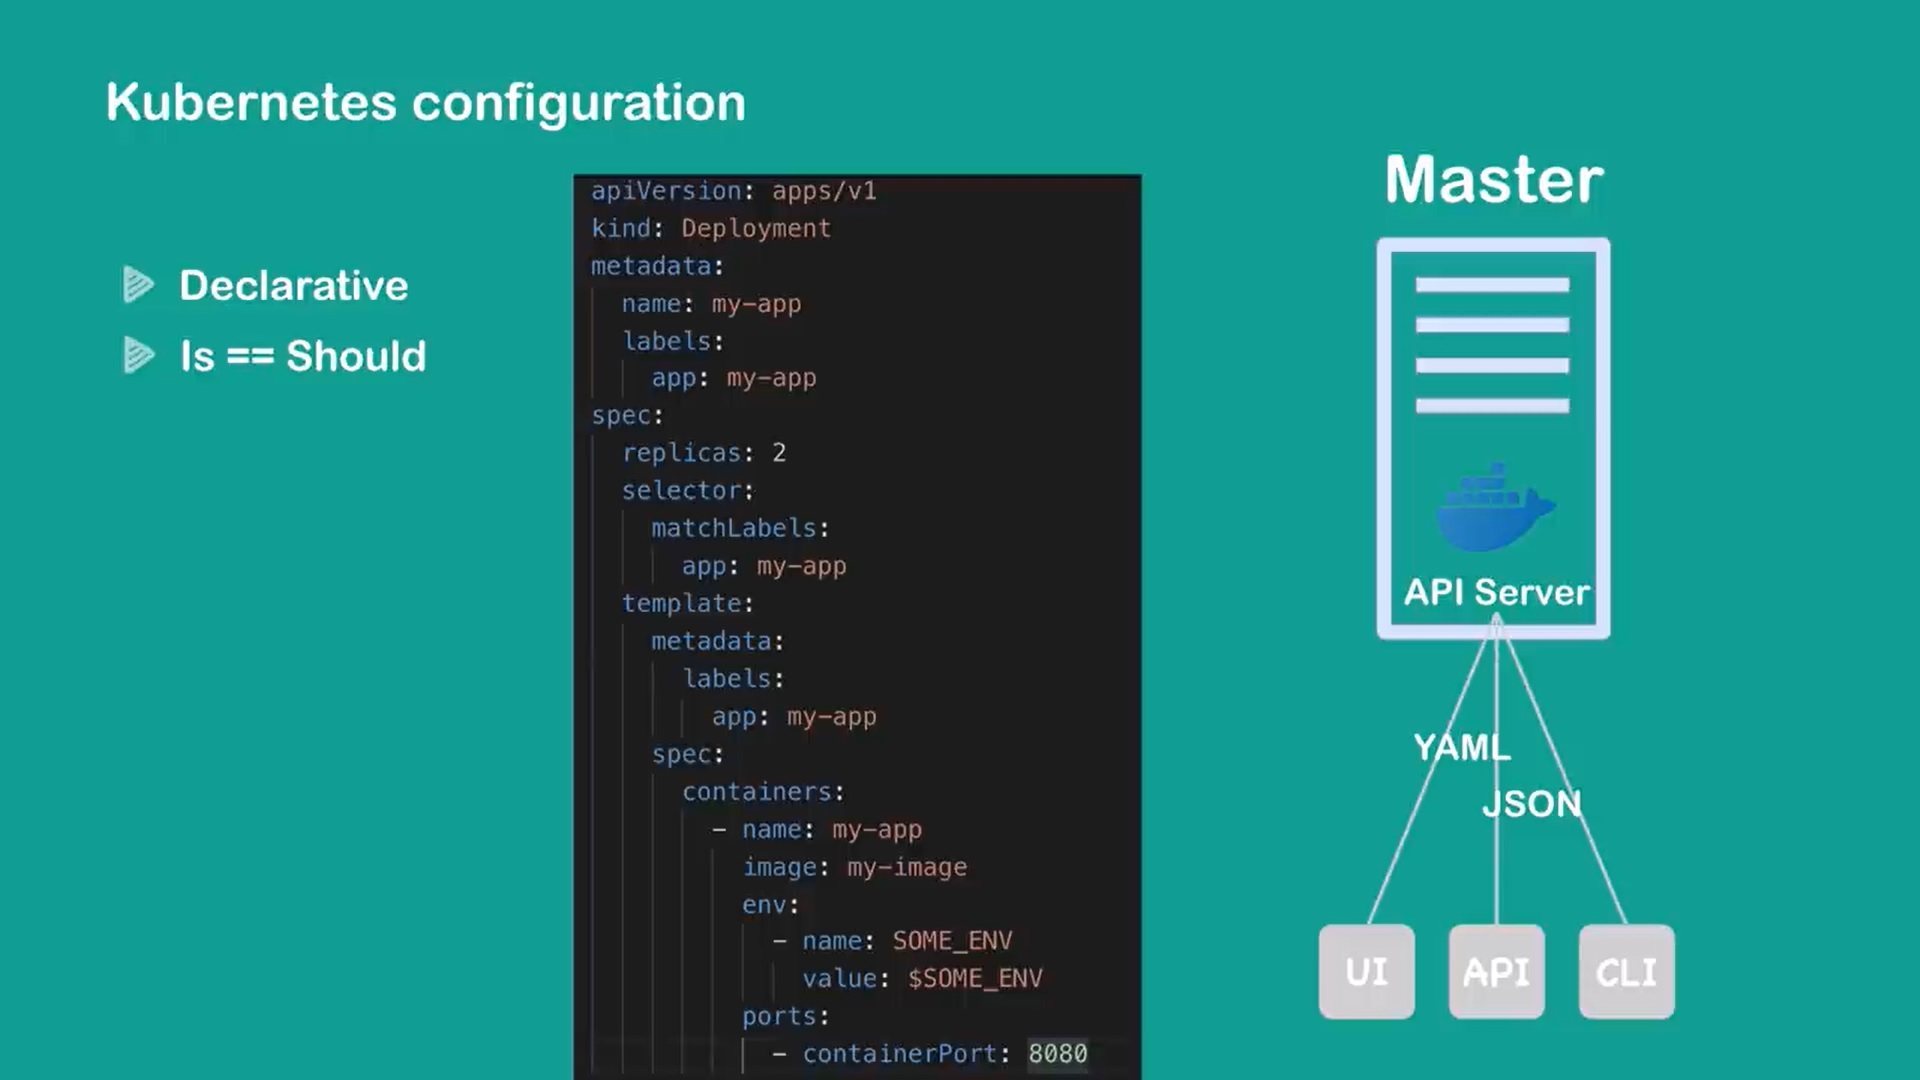 Kubernetes configuration
Declarative
Is == Should
apiVersion: apps/v1
kind: Deployment
metadata:
  name: my-app
  labels:
    app: my-app
spec:
  replicas: 2
  selector:
    matchLabels:
      app: my-app
  template:
    metadata:
      labels:
        app: my-app
    spec:
      containers:
        - name: my-app
          image: my-image
          env:
            - name: SOME_ENV
              value: $SOME_ENV
          ports:
            - containerPort: 8080
Master
API Server
YAML
JSON
UI API CLI